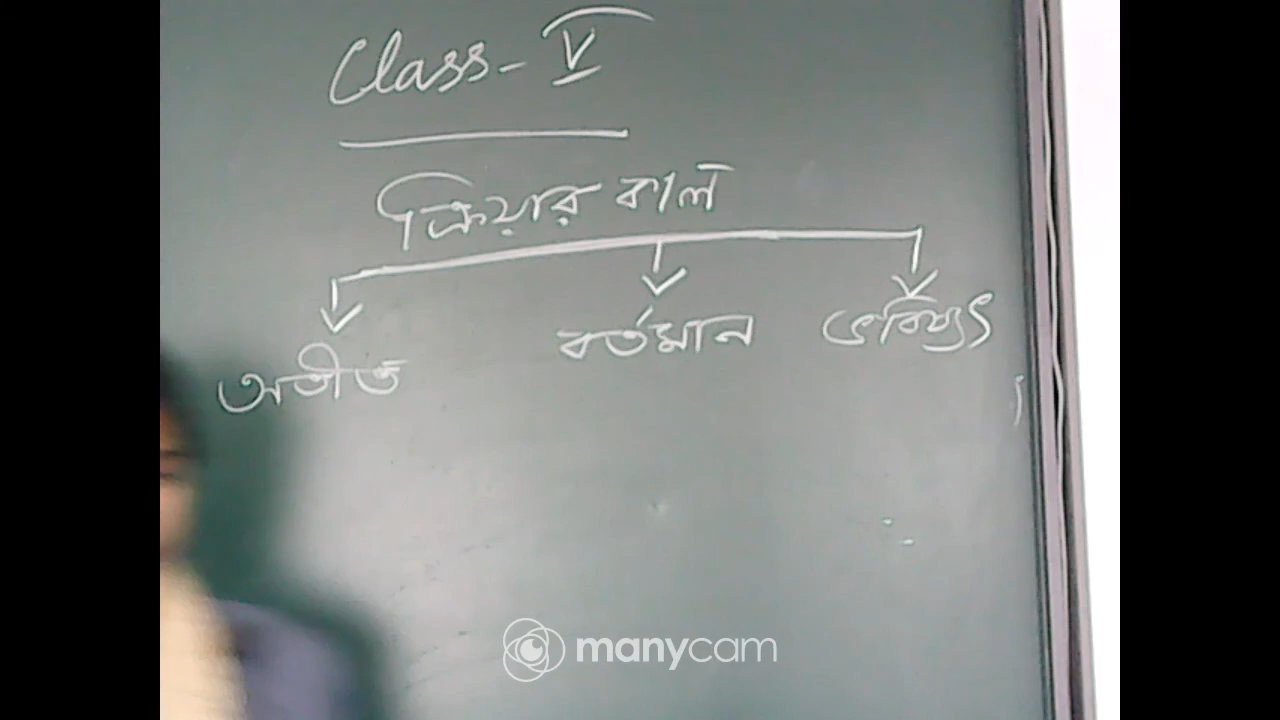 Class - V
ক্রিয়ার কাল
অতীত বর্তমান ভবিষ্যৎ
manycam